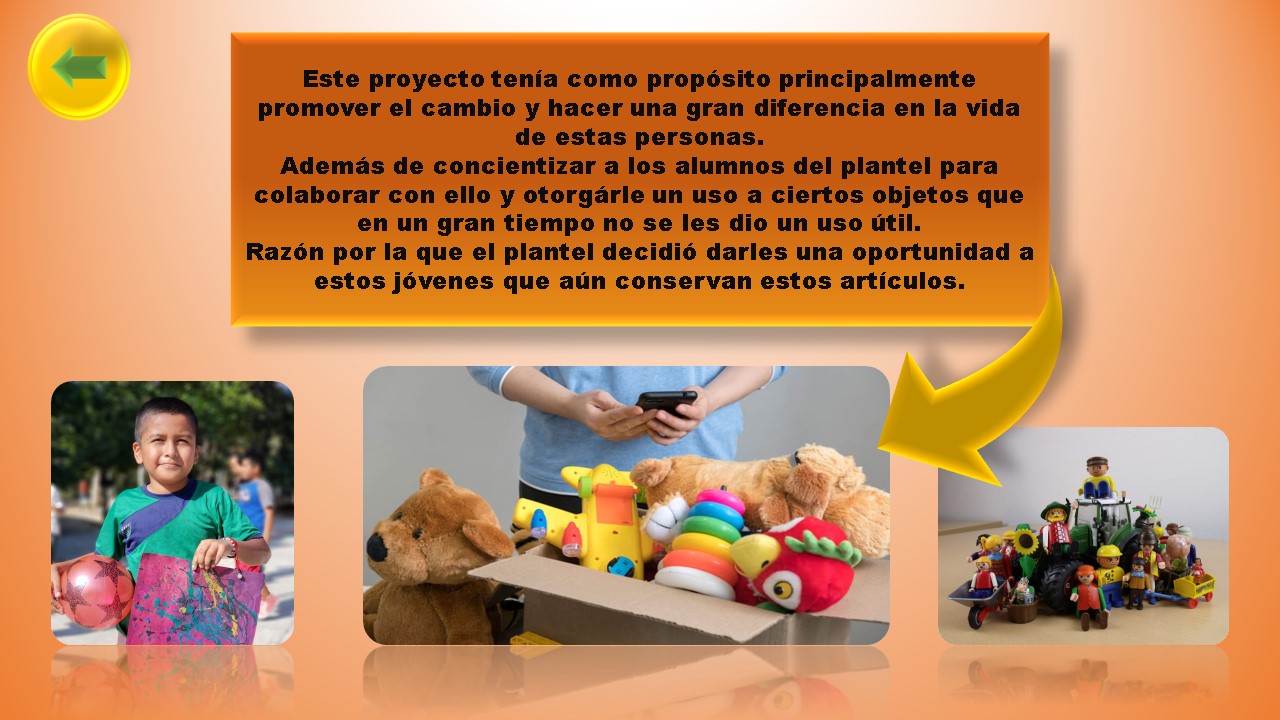 Este proyecto tenía como propósito principalmente
promover el cambio y hacer una gran diferencia en la vida
de estas personas.
Además de concientizar a los alumnos del plantel para
colaborar con ello y otorgárle un uso a ciertos objetos que
en un gran tiempo no se les dio un uso útil.
Razón por la que el plantel decidió darles una oportunidad a
estos jóvenes que aún conservan estos artículos.